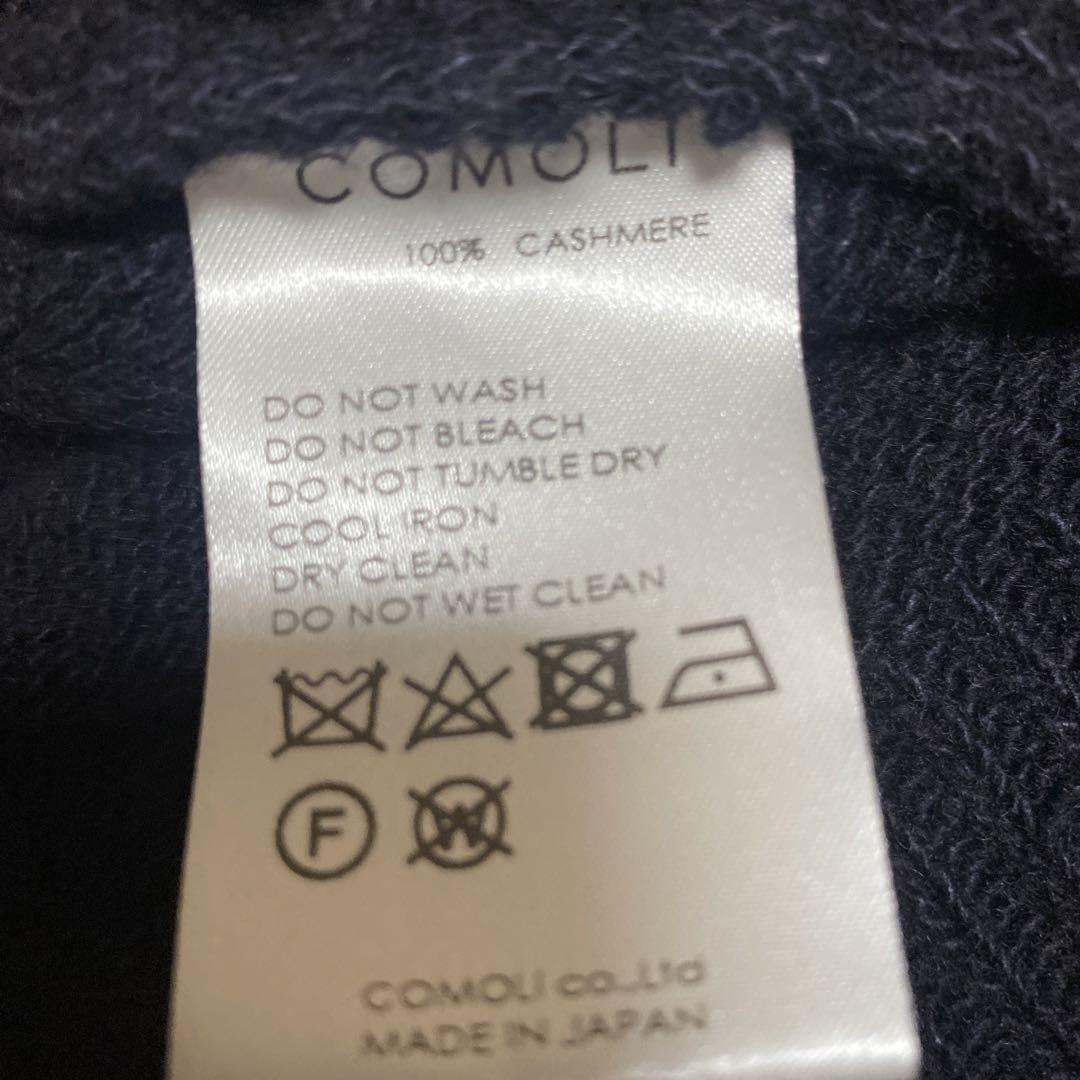 COMOLI
100% CASHMERE
DO NOT WASH
DO NOT BLEACH
DO NOT TUMBLE DRY
COOL IRON
DRY CLEAN
DO NOT WET CLEAN
F W
COMOLI co.,Ltd
MADE IN JAPAN